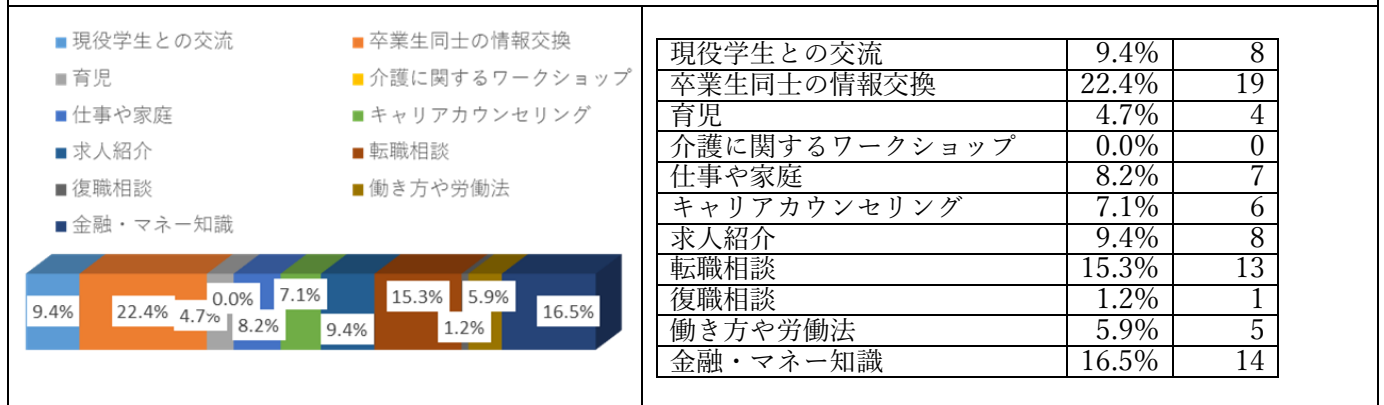 現役学生との交流 卒業生同士の情報交換
育児 介護に関するワークショップ
仕事や家庭 キャリアカウンセリング
求人紹介 転職相談
復職相談 働き方や労働法
金融・マネー知識
9.4% 22.4% 4.7% 0.0% 8.2% 7.1% 9.4% 15.3% 1.2% 5.9% 16.5%
現役学生との交流 9.4% 8
卒業生同士の情報交換 22.4% 19
育児 4.7% 4
介護に関するワークショップ 0.0% 0
仕事や家庭 8.2% 7
キャリアカウンセリング 7.1% 6
求人紹介 9.4% 8
転職相談 15.3% 13
復職相談 1.2% 1
働き方や労働法 5.9% 5
金融・マネー知識 16.5% 14